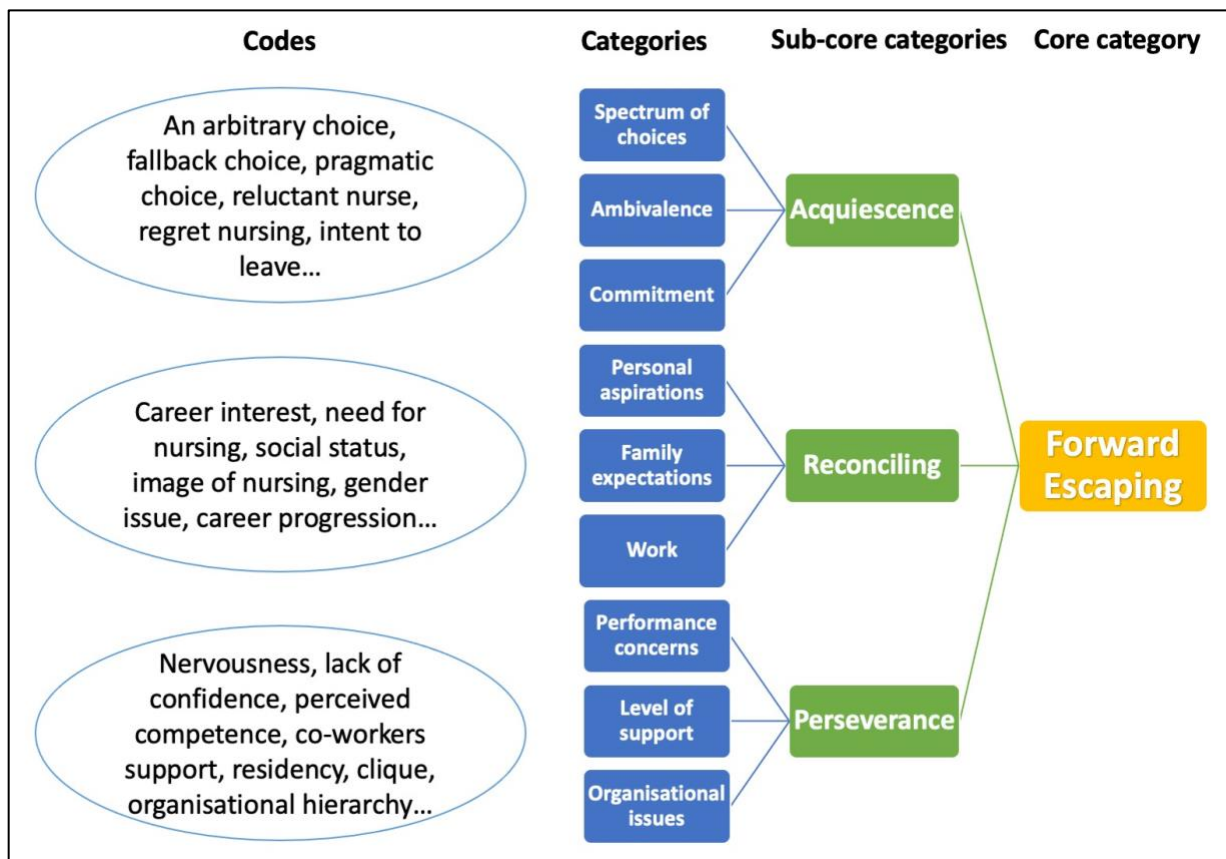 Codes
Categories
Sub-core categories
Core category
An arbitrary choice,
fallback choice, pragmatic
choice, reluctant nurse,
regret nursing, intent to
leave...
Spectrum of
choices
Ambivalence
Commitment
Acquiescence
Career interest, need for
nursing, social status,
image of nursing, gender
issue, career progression...
Personal
aspirations
Family
expectations
Work
Reconciling
Nervousness, lack of
confidence, perceived
competence, co-workers
support, residency, clique,
organisational hierarchy...
Performance
concerns
Level of
support
Organisational
issues
Perseverance
Forward
Escaping